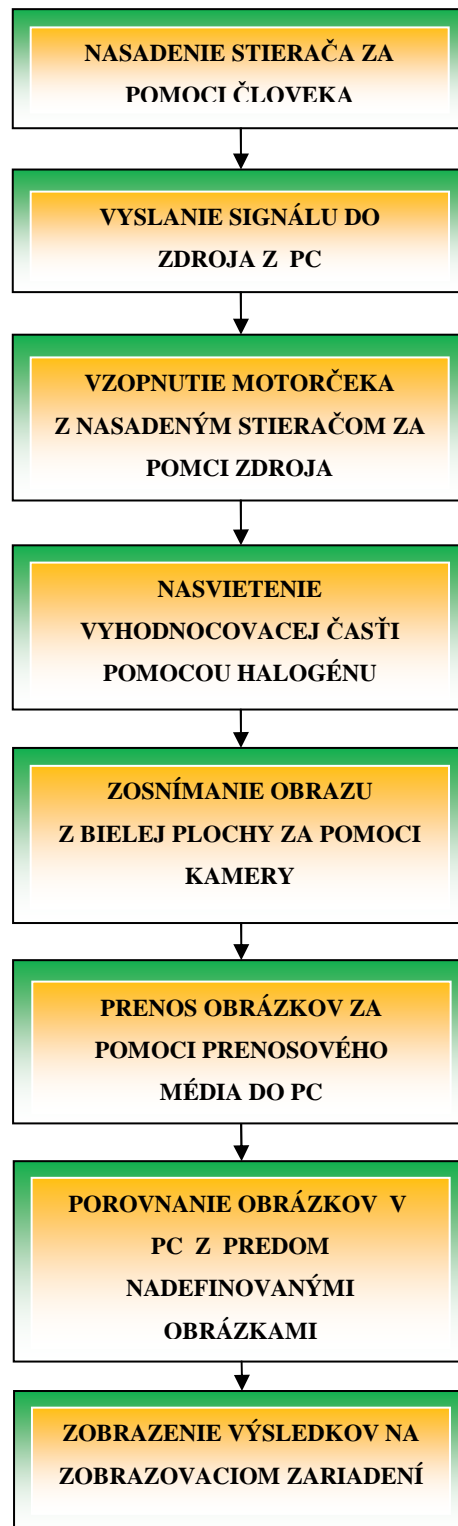 NASADENIE STIERAČA ZA
POMOCI ČLOVEKA
VYSLANIE SIGNÁLU DO
ZDROJA Z PC
VZOPNUTIE MOTORČEKA
Z NASADENÝM STIERAČOM ZA
POMCI ZDROJA
NASVIETENIE
VYHODNOCOVACEJ ČASŤI
POMOCOU HALOGÉNU
ZOSNÍMANIE OBRAZU
Z BIELEJ PLOCHY ZA POMOCI
KAMERY
PRENOS OBRÁZKOV ZA
POMOCI PRENOSOVÉHO
MÉDIA DO PC
POROVNANIE OBRÁZKOV V
PC Z PREDOM
NADEFINOVANÝMI
OBRÁZKAMI
ZOBRAZENIE VÝSLEDKOV NA
ZOBRAZOVACIOM ZARIADENÍ